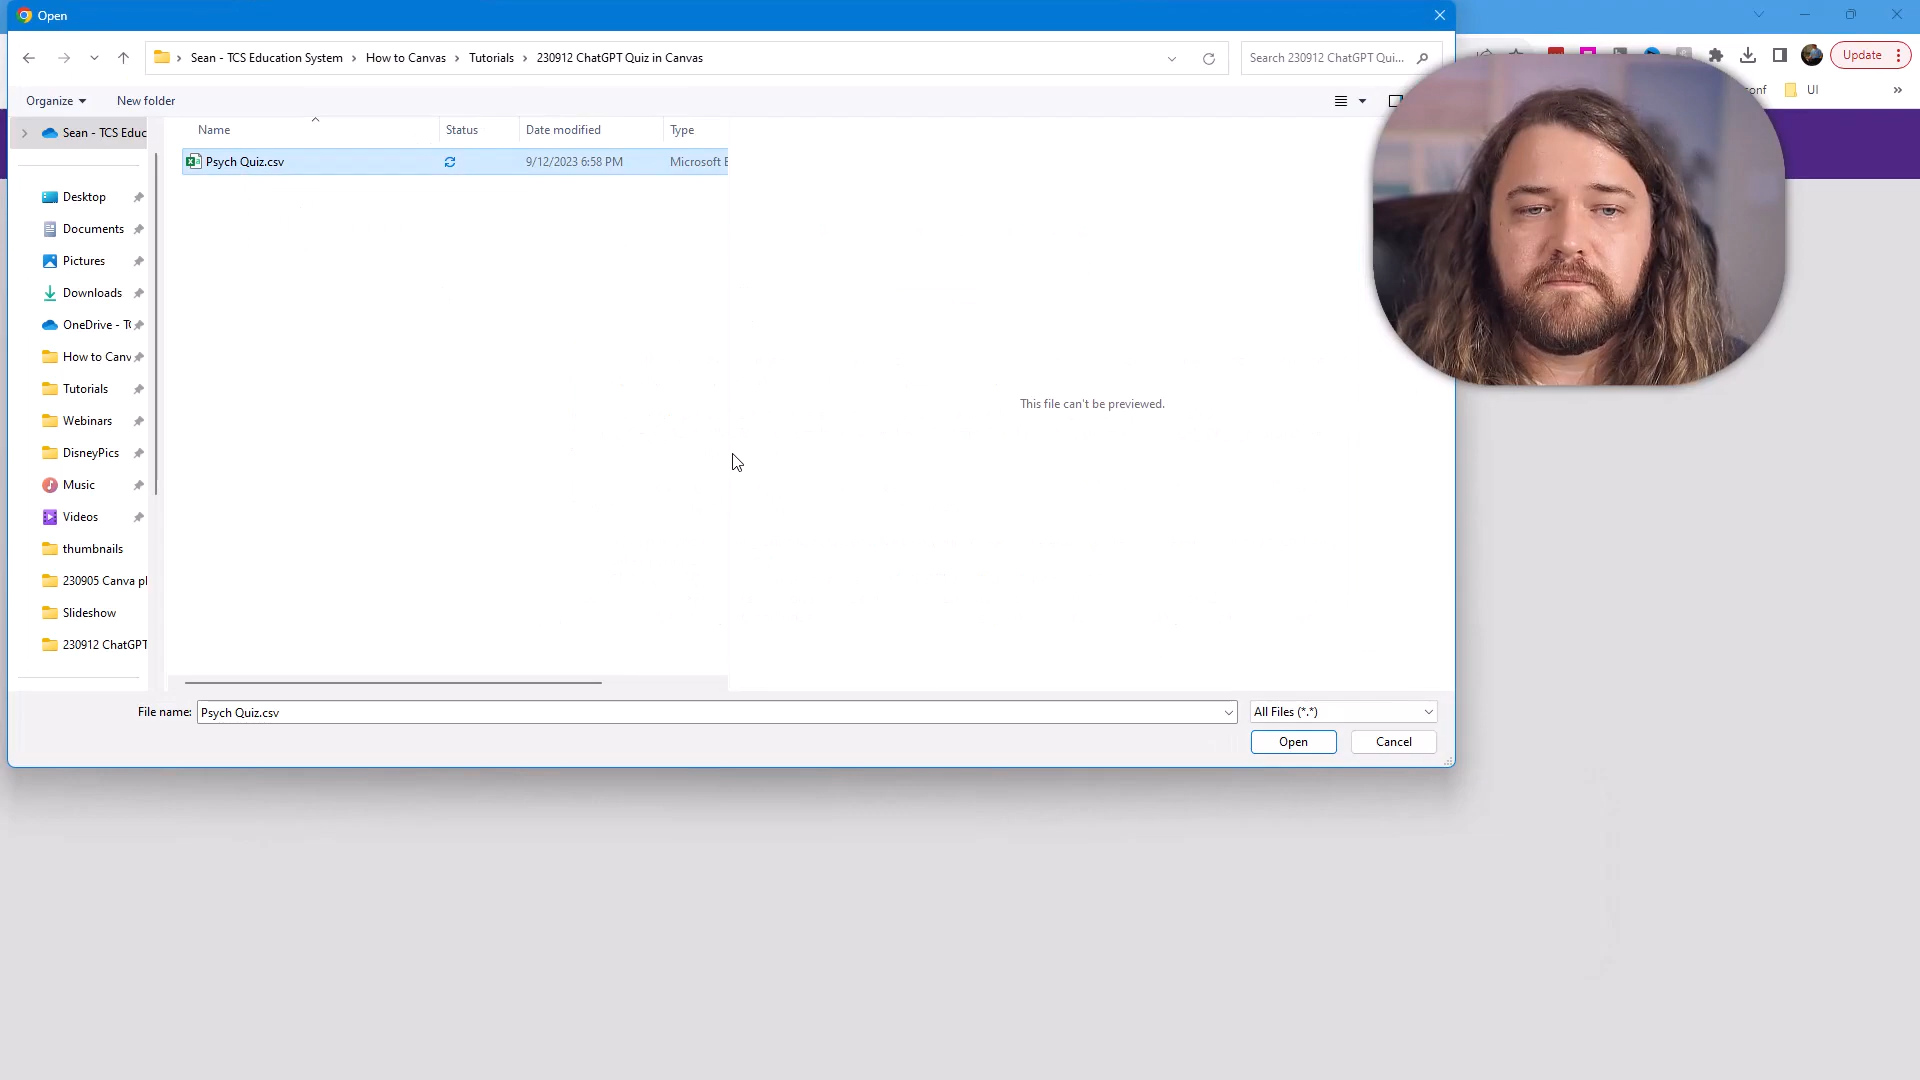 Open
Sean - TCS Education System > How to Canvas > Tutorials > 230912 ChatGPT Quiz in Canvas
Search 230912 ChatGPT Qui...
Update
Organize
New folder
onf
UI
Sean - TCS Educ
Name
Status
Date modified
Type
Psych Quiz.csv
9/12/2023 6:58 PM
Microsoft E
Desktop
Documents
Pictures
Downloads
OneDrive - TC
How to Canv
Tutorials
Webinars
DisneyPics
Music
Videos
thumbnails
230905 Canva pl
Slideshow
230912 ChatGPT
This file can't be previewed.
File name:
Psych Quiz.csv
All Files (*.*)
Open
Cancel